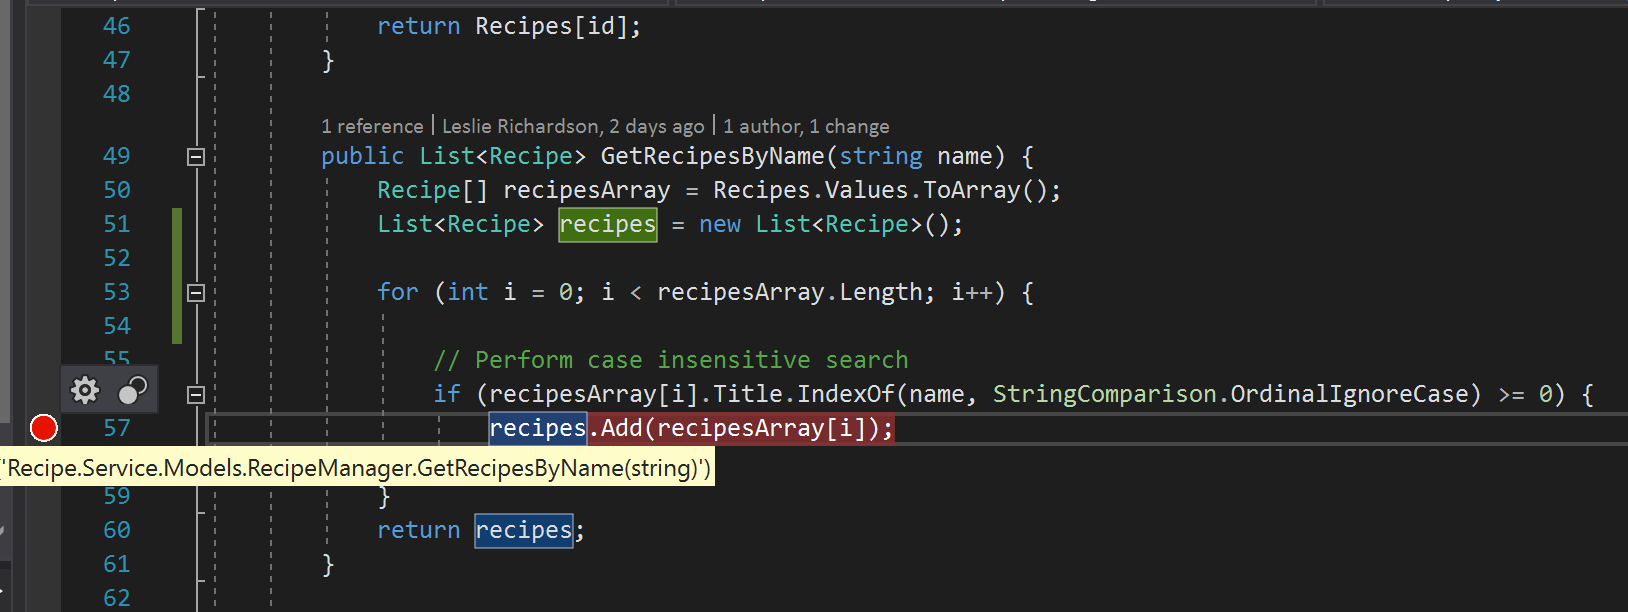 46 return Recipes[id];
47 }
48
1 reference | Leslie Richardson, 2 days ago | 1 author, 1 change
49 public List<Recipe> GetRecipesByName(string name) {
50 Recipe[] recipesArray = Recipes.Values.ToArray();
51 List<Recipe> recipes = new List<Recipe>();
52
53 for (int i = 0; i < recipesArray.Length; i++) {
54
55 // Perform case insensitive search
if (recipesArray[i].Title.IndexOf(name, StringComparison.OrdinalIgnoreCase) >= 0) {
57 recipes.Add(recipesArray[i]);
('Recipe.Service.Models.RecipeManager.GetRecipesByName(string)')
59 }
60 return recipes;
61 }
62